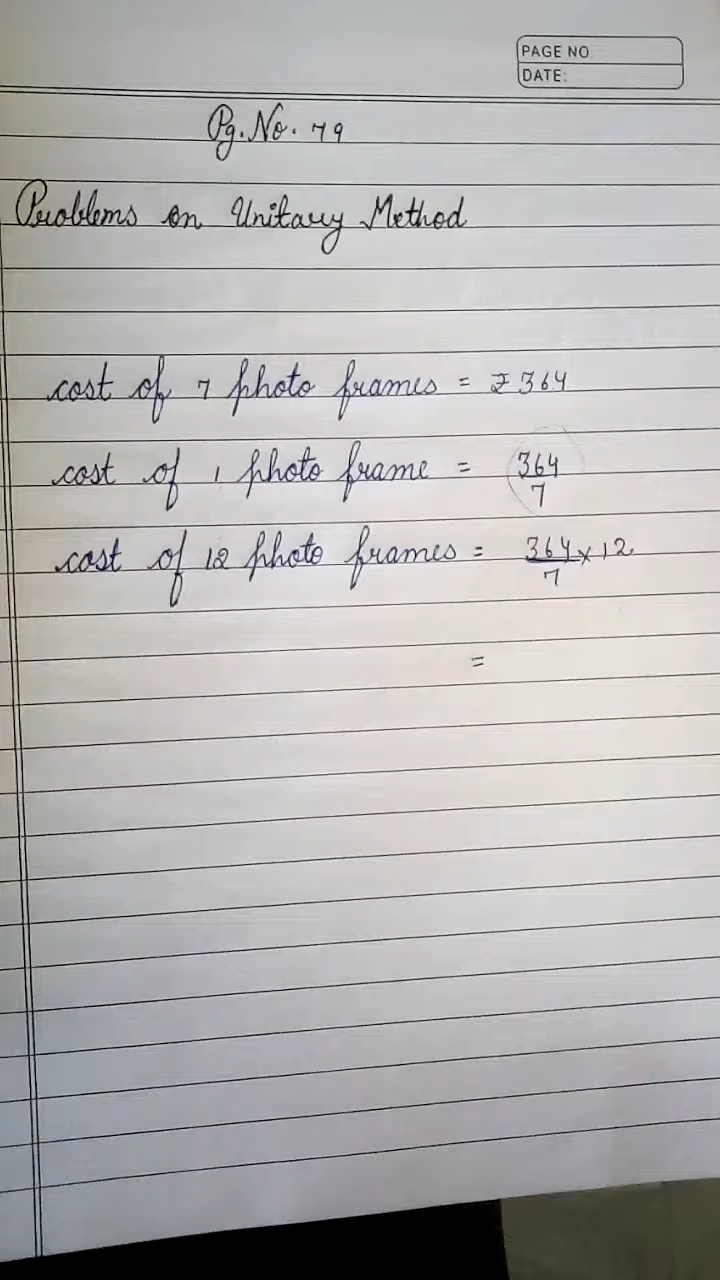 PAGE NO.
DATE:
Pg. No. 79
Problems on Unitary Method
cost of 7 photo frames = ₹ 364
cost of 1 photo frame = 364/7
cost of 12 photo frames = 364/7 × 12
=